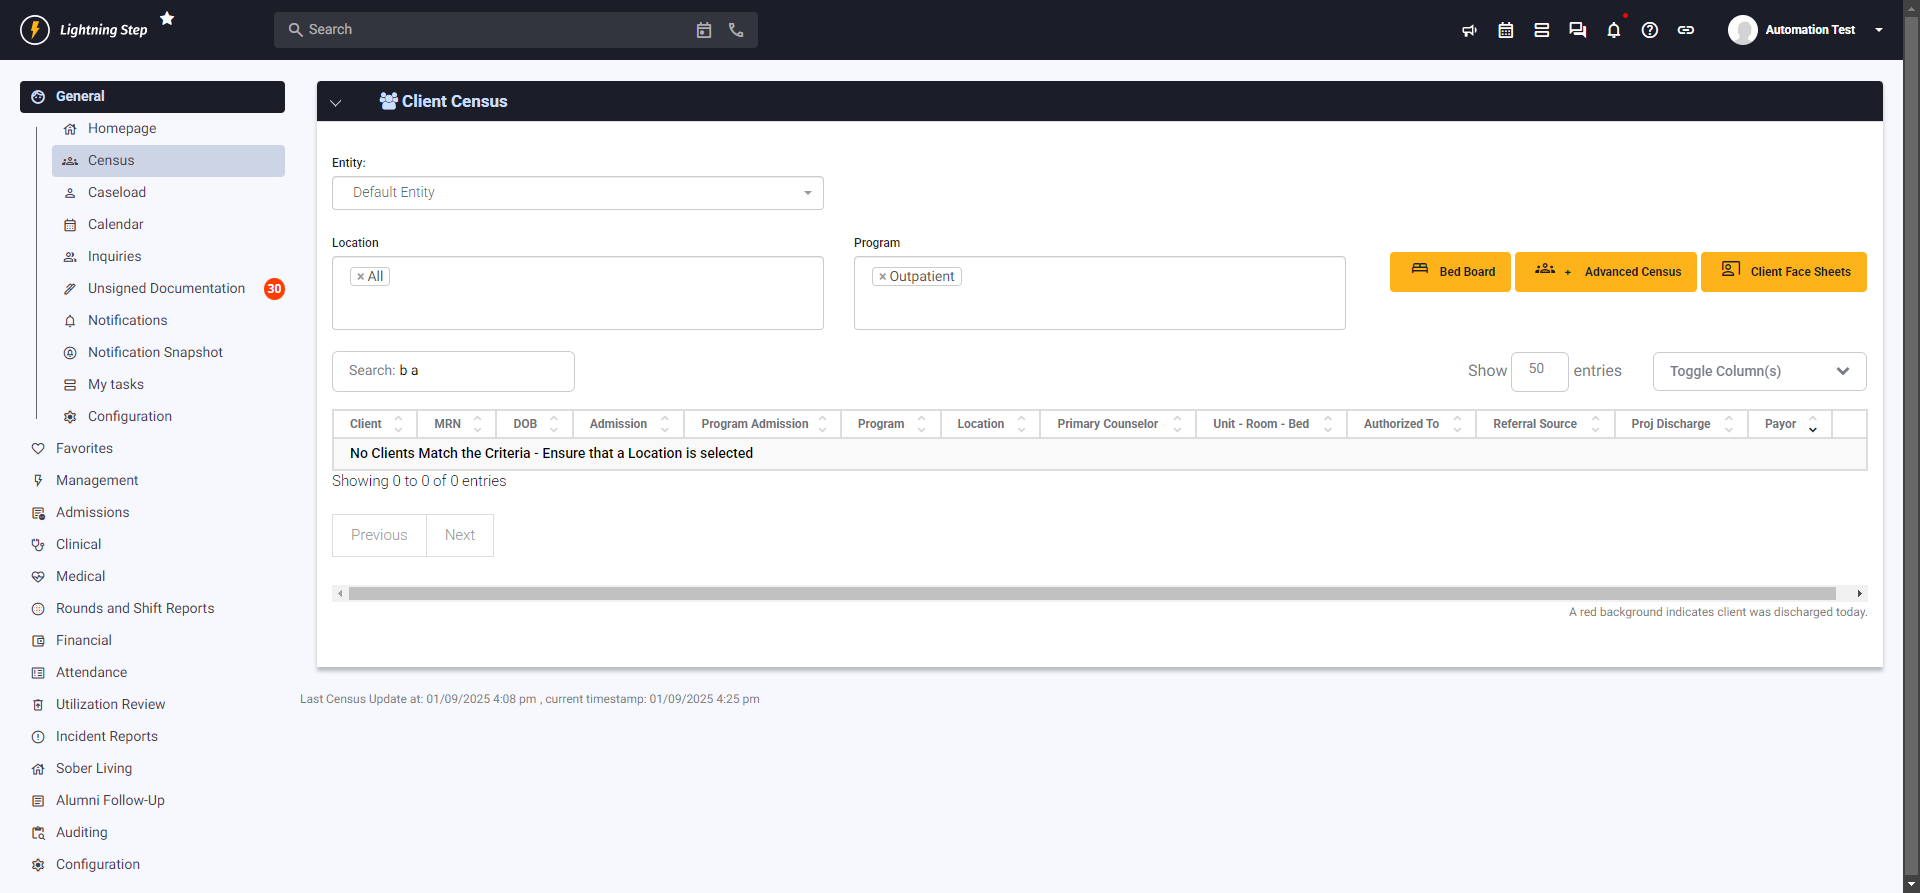 Lightning Step
Search
Automation Test
General
Homepage
Census
Caseload
Calendar
Inquiries
Unsigned Documentation 30
Notifications
Notification Snapshot
My tasks
Configuration
Favorites
Management
Admissions
Clinical
Medical
Rounds and Shift Reports
Financial
Attendance
Utilization Review
Incident Reports
Sober Living
Alumni Follow-Up
Auditing
Configuration
Client Census
Entity:
Default Entity
Location
× All
Program
× Outpatient
Bed Board
+ Advanced Census
Client Face Sheets
Search: b a
Show 50 entries
Toggle Column(s)
Client MRN DOB Admission Program Admission Program Location Primary Counselor Unit - Room - Bed Authorized To Referral Source Proj Discharge Payor
No Clients Match the Criteria - Ensure that a Location is selected
Showing 0 to 0 of 0 entries
Previous Next
A red background indicates client was discharged today.
Last Census Update at: 01/09/2025 4:08 pm , current timestamp: 01/09/2025 4:25 pm